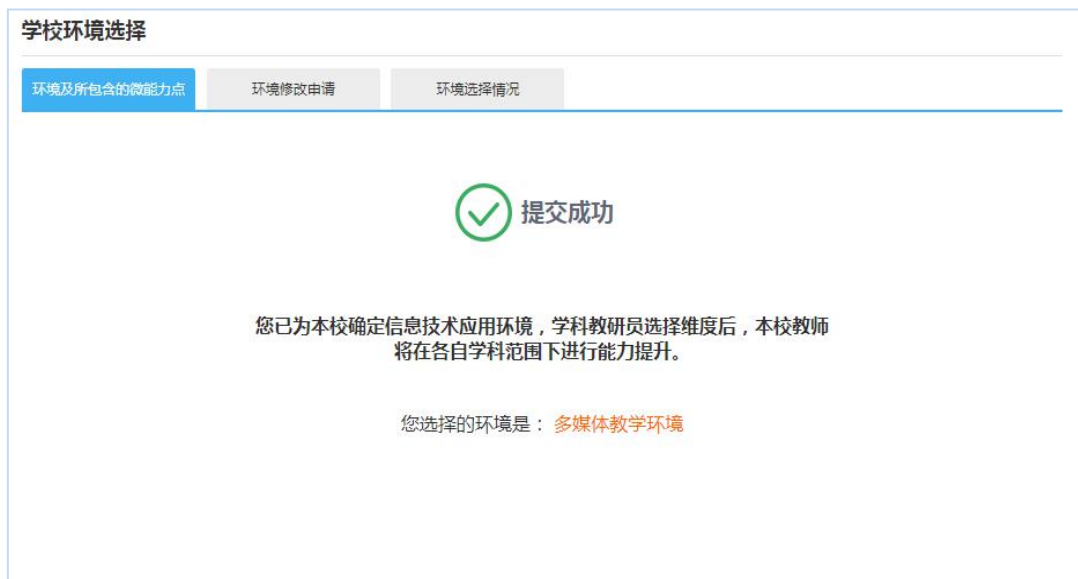 学校环境选择
环境及所包含的微能力点 环境修改申请 环境选择情况
提交成功
您已为本校确定信息技术应用环境，学科教研员选择维度后，本校教师
将在各自学科范围下进行能力提升。
您选择的环境是： 多媒体教学环境